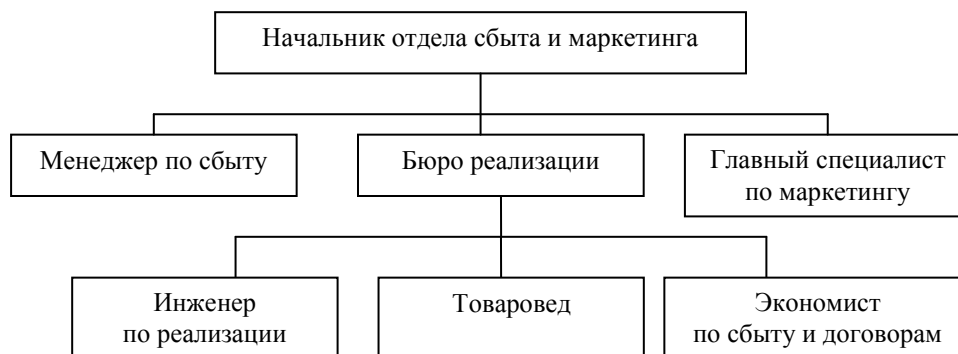 Начальник отдела сбыта и маркетинга
Менеджер по сбыту
Бюро реализации
Главный специалист
по маркетингу
Инженер
по реализации
Товаровед
Экономист
по сбыту и договорам